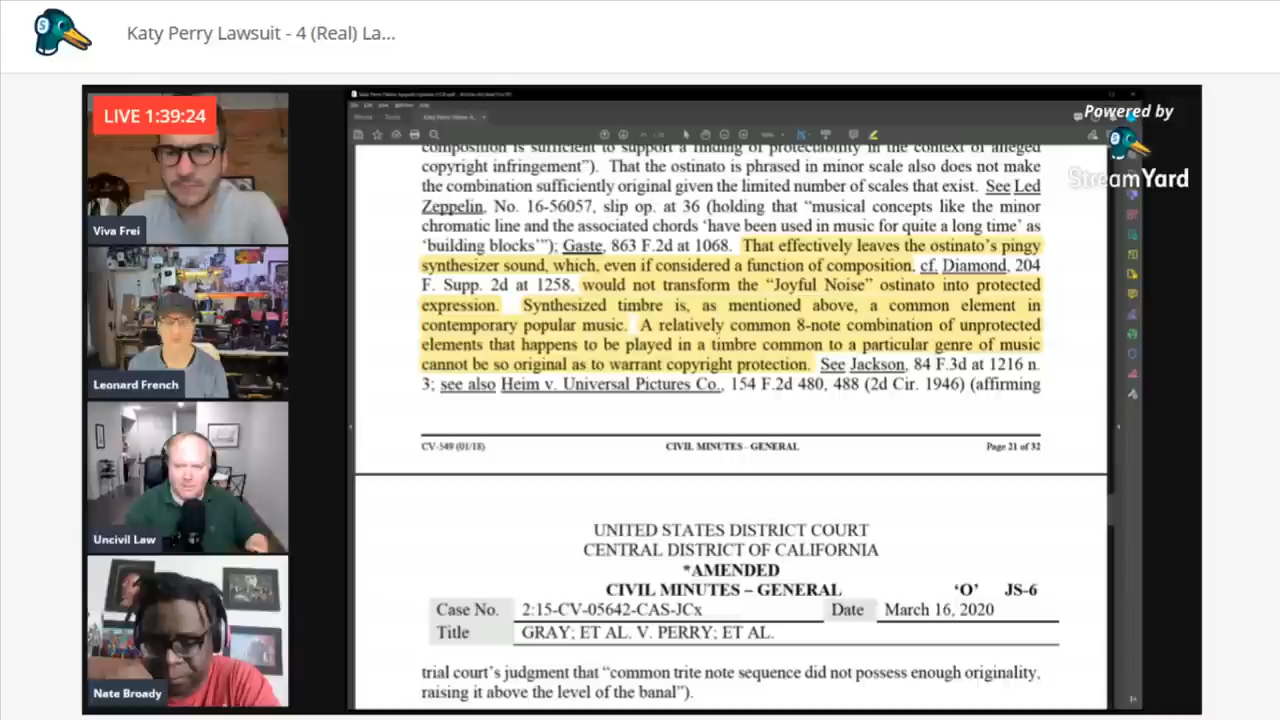 Katy Perry Lawsuit - 4 (Real) La...
LIVE 1:39:24
Viva Frei
Leonard French
Uncivil Law
Nate Broady
Powered by
StreamYard
composition is sufficient to support a finding of protectability in the context of alleged
copyright infringement”). That the ostinato is phrased in minor scale also does not make
the combination sufficiently original given the limited number of scales that exist. See Led
Zeppelin, No. 16-56057, slip op. at 36 (holding that “musical concepts like the minor
chromatic line and the associated chords ‘have been used in music for quite a long time’ as
‘building blocks’”); Gaste, 863 F.2d at 1068. That effectively leaves the ostinato’s pingy
synthesizer sound, which, even if considered a function of composition, cf. Diamond, 204
F. Supp. 2d at 1258, would not transform the “Joyful Noise” ostinato into protected
expression. Synthesized timbre is, as mentioned above, a common element in
contemporary popular music. A relatively common 8-note combination of unprotected
elements that happens to be played in a timbre common to a particular genre of music
cannot be so original as to warrant copyright protection. See Jackson, 84 F.3d at 1216 n.
3; see also Heim v. Universal Pictures Co., 154 F.2d 480, 488 (2d Cir. 1946) (affirming
CV-549 (01/18) CIVIL MINUTES - GENERAL Page 21 of 32
UNITED STATES DISTRICT COURT
CENTRAL DISTRICT OF CALIFORNIA
*AMENDED
CIVIL MINUTES – GENERAL ‘O’ JS-6
Case No. 2:15-CV-05642-CAS-JCx Date March 16, 2020
Title GRAY; ET AL. V. PERRY; ET AL.
trial court’s judgment that “common trite note sequence did not possess enough originality,
raising it above the level of the banal”).